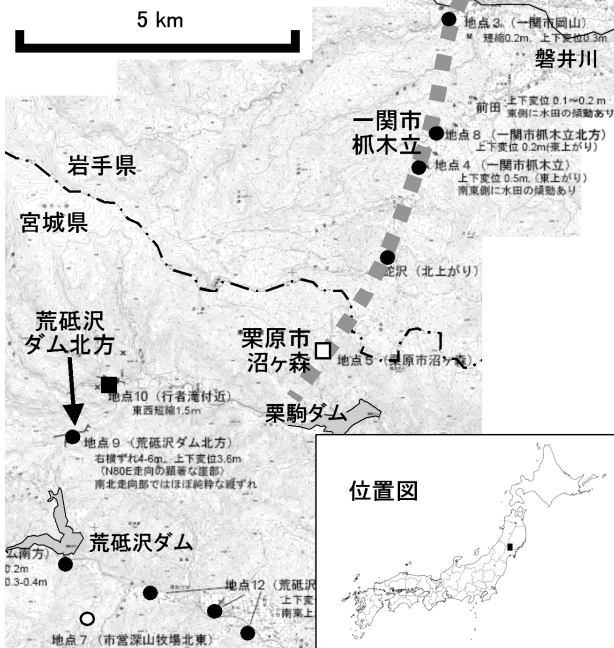 5 km
地点3（一関市岡山）
短縮0.2m, 上下変位0.3m
磐井川
前田
上下変位 0.1～0.2 m
東側に水田の傾動あり
一関市
枛木立
地点8（一関市枛木立北方）
上下変位 0.2m(東上がり)
地点4（一関市枛木立）
上下変位 0.5m, (東上がり)
南東側に水田の傾動あり
岩手県
宮城県
蛇沢（北上がり）
荒砥沢
ダム北方
栗原市
沼ヶ森
地点5（栗原市沼ヶ森）
地点10（行者滝付近）
東西短縮1.5m
栗駒ダム
地点9（荒砥沢ダム北方）
右横ずれ4-6m, 上下変位3.6m
（N80E走向の顕著な崖部）
南北走向部ではほぼ純粋な縦ずれ
位置図
荒砥沢ダム
ム南方）
0.2m
0.3-0.4m
地点12（荒砥沢
上下変
南東上
地点7（市営深山牧場北東）